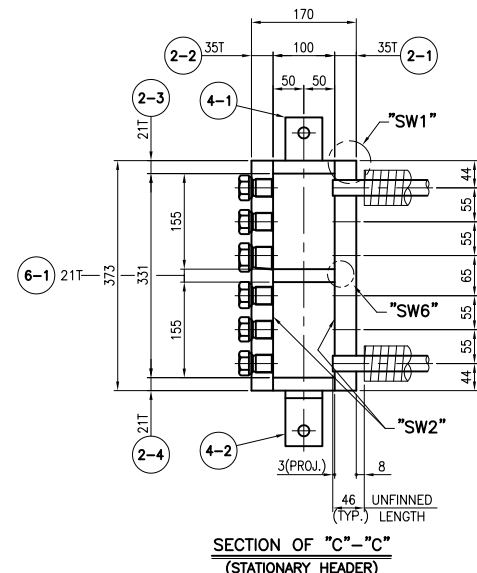 170
35T 100 35T
2-2 2-1
50 50
2-3 4-1
"SW1"
21T
44
55
155
55
6-1 21T 373 331 65
"SW6"
155
55
55
44
21T
"SW2"
2-4 4-2
3(PROJ.) 8
46 UNFINNED
(TYP.) LENGTH
SECTION OF "C"-"C"
(STATIONARY HEADER)